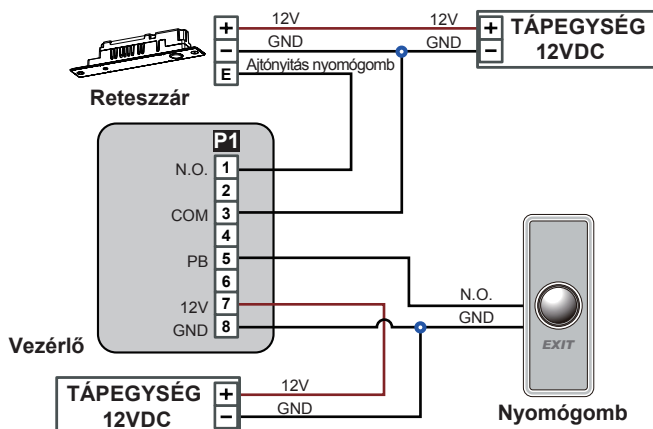 + 12V 12V + TÁPEGYSÉG
− GND GND − 12VDC
E Ajtónyitás nyomógomb
Reteszzár
P1
N.O. 1
2
COM 3
4
PB 5
6
12V 7
GND 8
Vezérlő
N.O.
GND
EXIT
Nyomógomb
TÁPEGYSÉG + 12V
12VDC − GND